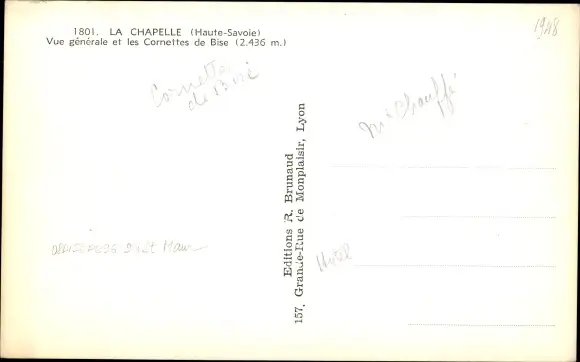 1801. LA CHAPELLE (Haute-Savoie)
Vue générale et les Cornettes de Bise (2.436 m.)
1948
Cornettes
de Bise
Editions R. Brunaud
157, Grande-Rue de Monplaisir, Lyon
Hotel